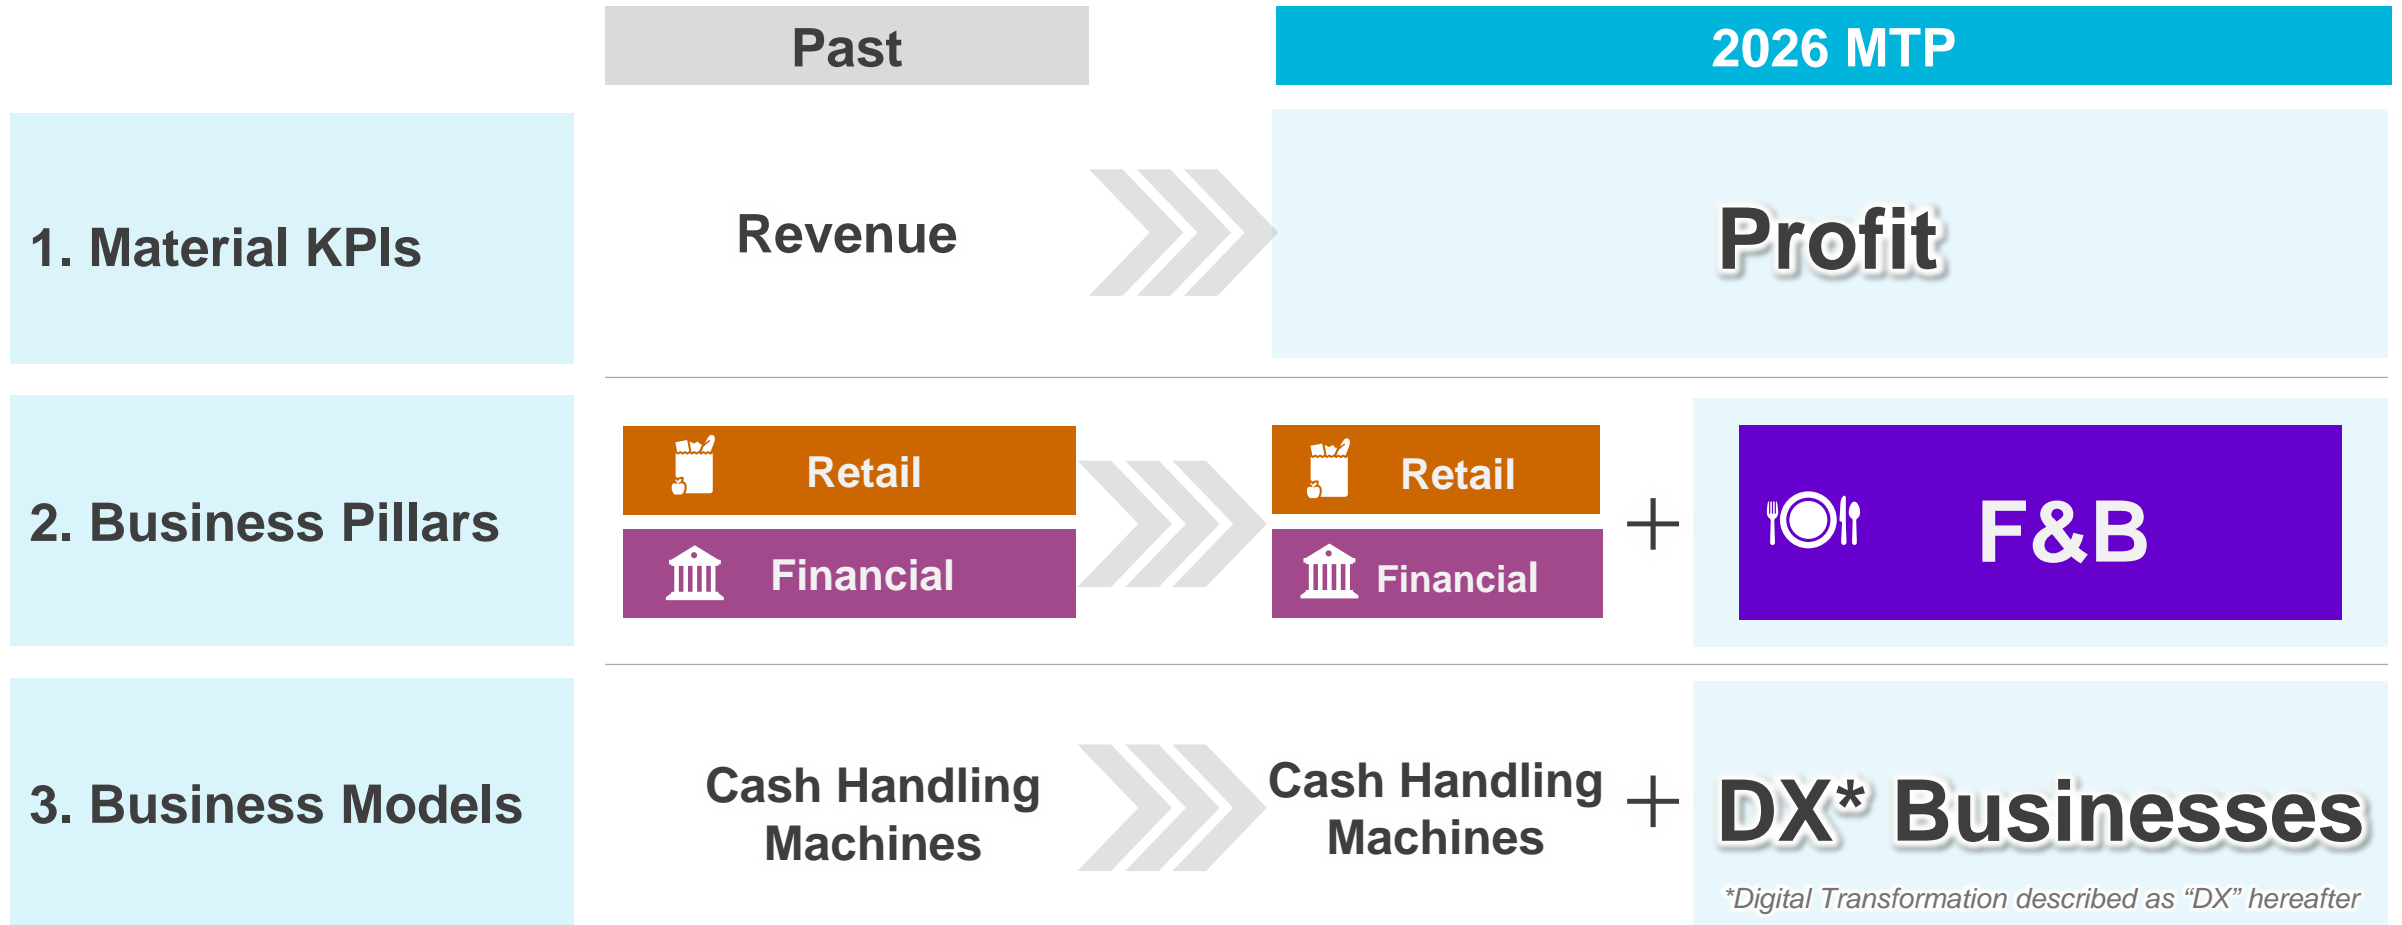 Past
2026 MTP
1. Material KPIs
Revenue
Profit
2. Business Pillars
Retail
Financial
Retail
Financial
+
F&B
3. Business Models
Cash Handling
Machines
Cash Handling
Machines
+
DX* Businesses
*Digital Transformation described as “DX” hereafter